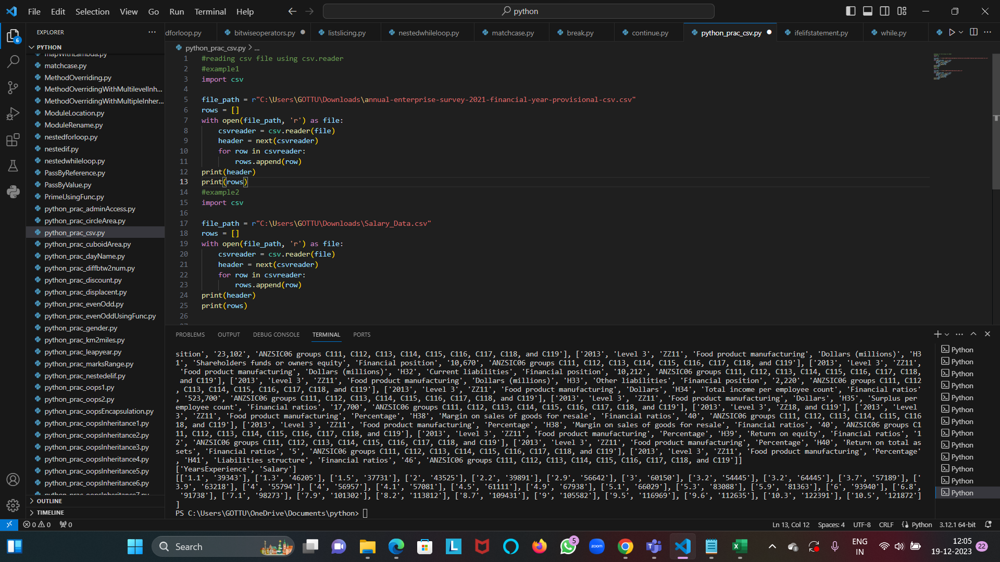 File Edit Selection View Go Run Terminal Help
python
EXPLORER
PYTHON
mapWithLambda.py
matchcase.py
MethodOverriding.py
MethodOverridingWithMultilevelInh...
MethodOverridingWithMultipleInher...
ModuleLocation.py
ModuleRename.py
nestedforloop.py
nestedif.py
nestedwhileloop.py
PassByReference.py
PassByValue.py
PrimeUsingFunc.py
python_prac_adminAccess.py
python_prac_circleArea.py
python_prac_csv.py
python_prac_cuboidArea.py
python_prac_dayName.py
python_prac_diffbtw2num.py
python_prac_discount.py
python_prac_displacent.py
python_prac_evenOdd.py
python_prac_evenOddUsingFunc.py
python_prac_gender.py
python_prac_km2miles.py
python_prac_leapyear.py
python_prac_marksRange.py
python_prac_nestedelif.py
python_prac_oops1.py
python_prac_oops2.py
python_prac_oopsEncapsulation.py
python_prac_oopsInheritance1.py
python_prac_oopsInheritance2.py
python_prac_oopsInheritance3.py
python_prac_oopsInheritance4.py
python_prac_oopsInheritance5.py
python_prac_oopsInheritance6.py
python_prac_oopsInheritance7.py
OUTLINE
TIMELINE
dforloop.py bitwiseoperators.py listslicing.py nestedwhileloop.py matchcase.py break.py continue.py python_prac_csv.py ifelifstatement.py while.py
python_prac_csv.py > ...
1 #reading csv file using csv.reader
2 #example1
3 import csv
4
5 file_path = r"C:\Users\GOTTU\Downloads\annual-enterprise-survey-2021-financial-year-provisional-csv.csv"
6 rows = []
7 with open(file_path, 'r') as file:
8 csvreader = csv.reader(file)
9 header = next(csvreader)
10 for row in csvreader:
11 rows.append(row)
12 print(header)
13 print(rows)
14 #example2
15 import csv
16
17 file_path = r"C:\Users\GOTTU\Downloads\Salary_Data.csv"
18 rows = []
19 with open(file_path, 'r') as file:
20 csvreader = csv.reader(file)
21 header = next(csvreader)
22 for row in csvreader:
23 rows.append(row)
24 print(header)
25 print(rows)
26
PROBLEMS OUTPUT DEBUG CONSOLE TERMINAL PORTS
sition', '23,102', 'ANZSIC06 groups C111, C112, C113, C114, C115, C116, C117, C118, and C119'], ['2013', 'Level 3', 'ZZ11', 'Food product manufacturing', 'Dollars (millions)', 'H3
1', 'Shareholders funds or owners equity', 'Financial position', '10,670', 'ANZSIC06 groups C111, C112, C113, C114, C115, C116, C117, C118, and C119'], ['2013', 'Level 3', 'ZZ11',
'Food product manufacturing', 'Dollars (millions)', 'H32', 'Current liabilities', 'Financial position', '10,212', 'ANZSIC06 groups C111, C112, C113, C114, C115, C116, C117, C118,
and C119'], ['2013', 'Level 3', 'ZZ11', 'Food product manufacturing', 'Dollars (millions)', 'H33', 'Other liabilities', 'Financial position', '2,220', 'ANZSIC06 groups C111, C112
, C113, C114, C115, C116, C117, C118, and C119'], ['2013', 'Level 3', 'ZZ11', 'Food product manufacturing', 'Dollars', 'H34', 'Total income per employee count', 'Financial ratios'
, '523,700', 'ANZSIC06 groups C111, C112, C113, C114, C115, C116, C117, C118, and C119'], ['2013', 'Level 3', 'ZZ11', 'Food product manufacturing', 'Dollars', 'H35', 'Surplus per
employee count', 'Financial ratios', '17,700', 'ANZSIC06 groups C111, C112, C113, C114, C115, C116, C117, C118, and C119'], ['2013', 'Level 3', 'ZZ18, and C119'], ['2013', 'Level
3', 'ZZ11', 'Food product manufacturing', 'Percentage', 'H38', 'Margin on sales of goods for resale', 'Financial ratios', '40', 'ANZSIC06 groups C111, C112, C113, C114, C115, C116
18, and C119'], ['2013', 'Level 3', 'ZZ11', 'Food product manufacturing', 'Percentage', 'H38', 'Margin on sales of goods for resale', 'Financial ratios', '40', 'ANZSIC06 groups C1
11, C112, C113, C114, C115, C116, C117, C118, and C119'], ['2013', 'Level 3', 'ZZ11', 'Food product manufacturing', 'Percentage', 'H39', 'Return on equity', 'Financial ratios', '1
2', 'ANZSIC06 groups C111, C112, C113, C114, C115, C116, C117, C118, and C119'], ['2013', 'Level 3', 'ZZ11', 'Food product manufacturing', 'Percentage', 'H40', 'Return on total as
sets', 'Financial ratios', '5', 'ANZSIC06 groups C111, C112, C113, C114, C115, C116, C117, C118, and C119'], ['2013', 'Level 3', 'ZZ11', 'Food product manufacturing', 'Percentage'
, 'H41', 'Liabilities structure', 'Financial ratios', '46', 'ANZSIC06 groups C111, C112, C113, C114, C115, C116, C117, C118, and C119']]
['YearsExperience', 'Salary']
[['1.1', '39343'], ['1.3', '46205'], ['1.5', '37731'], ['2', '43525'], ['2.2', '39891'], ['2.9', '56642'], ['3', '60150'], ['3.2', '54445'], ['3.2', '64445'], ['3.7', '57189'], ['
3.9', '63218'], ['4', '55794'], ['4', '56957'], ['4.1', '57081'], ['4.5', '61111'], ['4.9', '67938'], ['5.1', '66029'], ['5.3', '83088'], ['5.9', '81363'], ['6', '93940'], ['6.8',
'91738'], ['7.1', '98273'], ['7.9', '101302'], ['8.2', '113812'], ['8.7', '109431'], ['9', '105582'], ['9.5', '116969'], ['9.6', '112635'], ['10.3', '122391'], ['10.5', '121872']
]
PS C:\Users\GOTTU\OneDrive\Documents\python>
Python
Python
Python
Python
Python
Python
Python
Python
Python
Python
Python
Python
Python
0 0 0
Ln 13, Col 12 Spaces: 4 UTF-8 CRLF Python 3.12.1 64-bit
Search
5
zoom
ENG
IN
12:05
19-12-2023
22